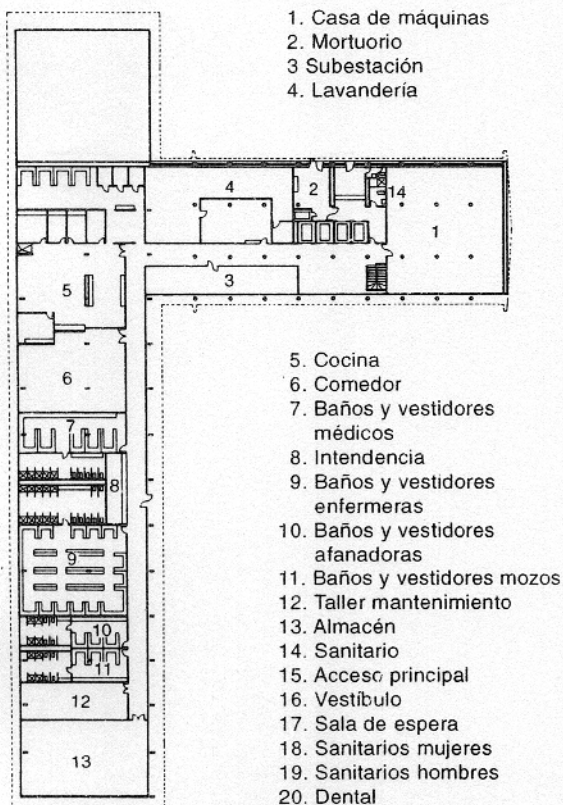 1. Casa de máquinas
2. Mortuorio
3 Subestación
4. Lavandería
4
2
14
1
3
5
6
7
8
9
10
11
12
13
5. Cocina
6. Comedor
7. Baños y vestidores
médicos
8. Intendencia
9. Baños y vestidores
enfermeras
10. Baños y vestidores
afanadoras
11. Baños y vestidores mozos
12. Taller mantenimiento
13. Almacén
14. Sanitario
15. Acceso principal
16. Vestíbulo
17. Sala de espera
18. Sanitarios mujeres
19. Sanitarios hombres
20. Dental